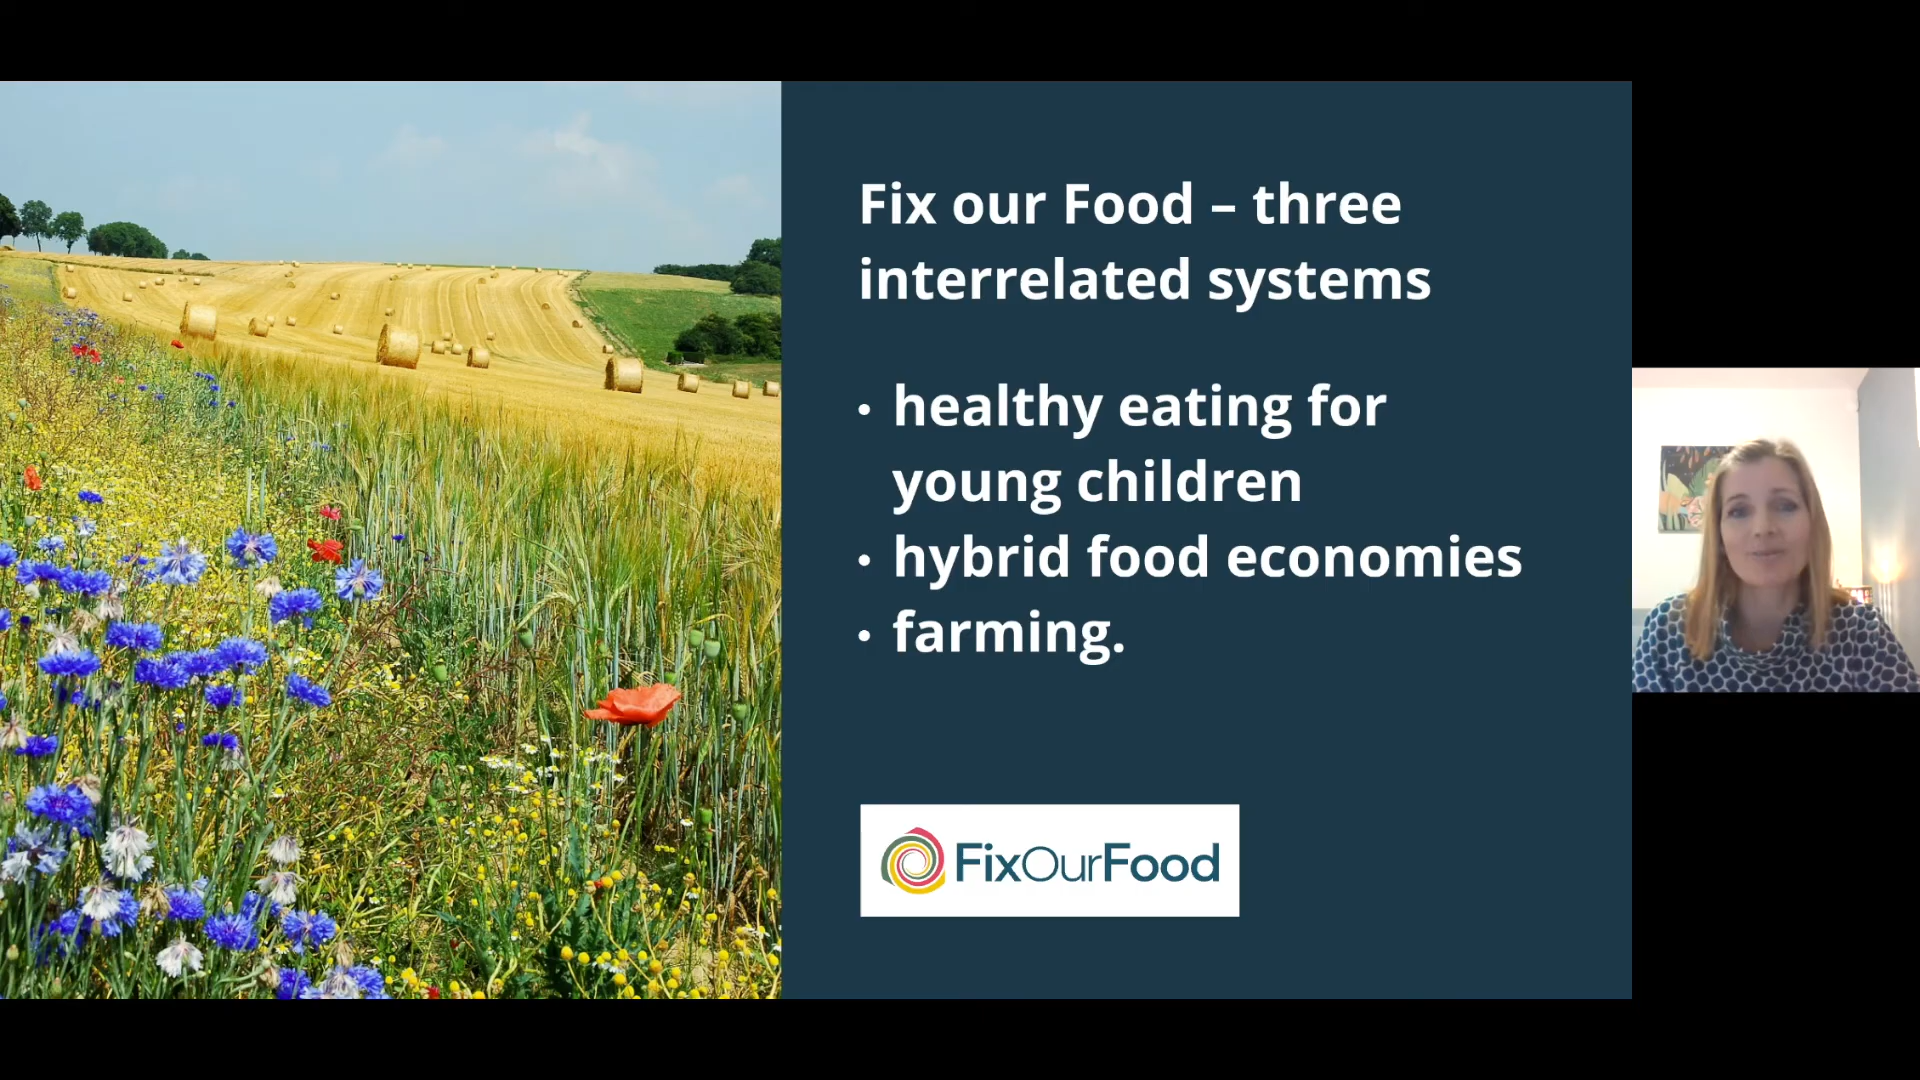 Fix our Food – three
interrelated systems
• healthy eating for
young children
• hybrid food economies
• farming.
FixOurFood